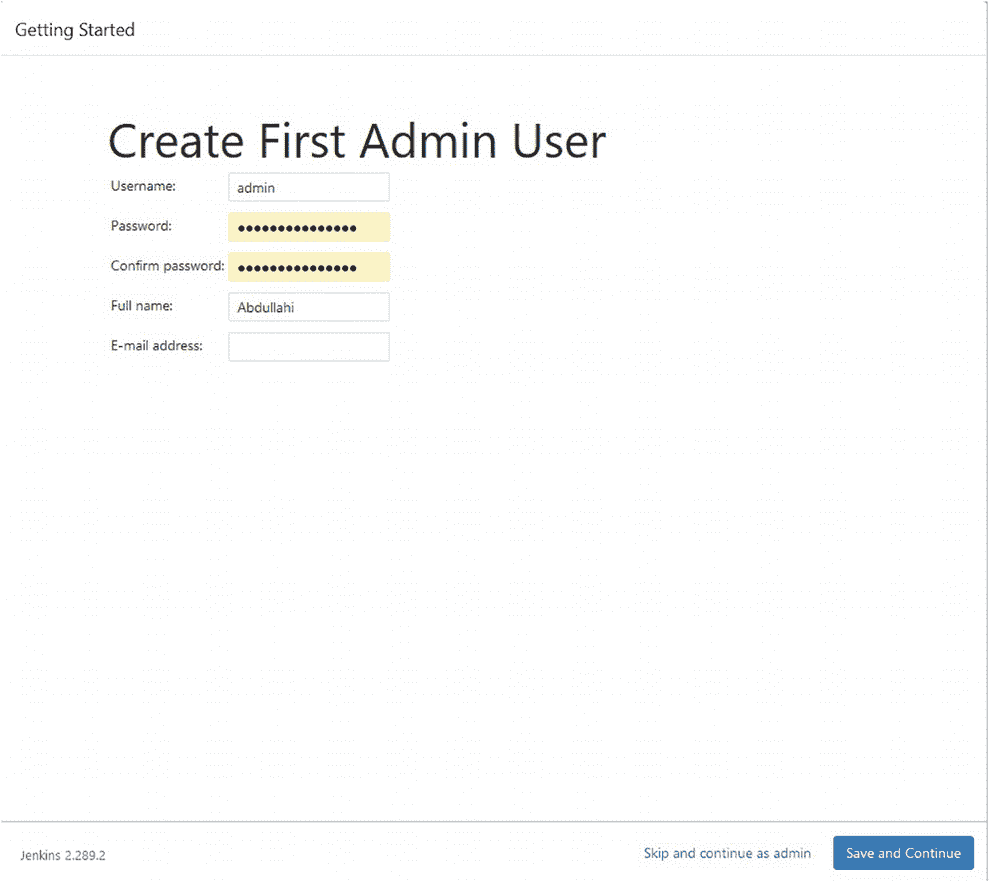 Getting Started
Create First Admin User
Username: admin
Password: •••••••••••••••
Confirm password: •••••••••••••••
Full name: Abdullahi
E-mail address:
Jenkins 2.289.2 Skip and continue as admin Save and Continue